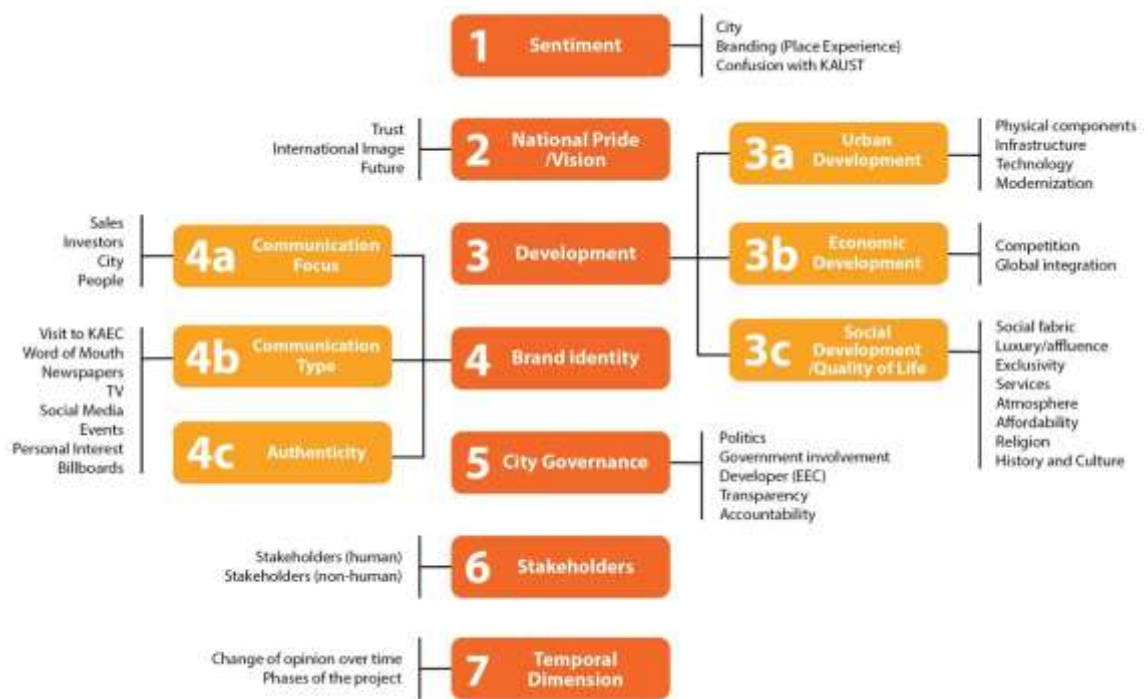 1 Sentiment
City
Branding (Place Experience)
Confusion with KAUST
Trust
International Image
Future
2 National Pride
/Vision
3a Urban
Development
Physical components
Infrastructure
Technology
Modernization
Sales
Investors
City
People
4a Communication
Focus
3 Development
3b Economic
Development
Competition
Global integration
Visit to KAEC
Word of Mouth
Newspapers
TV
Social Media
Events
Personal Interest
Billboards
4b Communication
Type
4 Brand identity
3c Social
Development
/Quality of Life
Social fabric
Luxury/affluence
Exclusivity
Services
Atmosphere
Affordability
Religion
History and Culture
4c Authenticity
5 City Governance
Politics
Government involvement
Developer (EEC)
Transparency
Accountability
Stakeholders (human)
Stakeholders (non-human)
6 Stakeholders
Change of opinion over time
Phases of the project
7 Temporal
Dimension